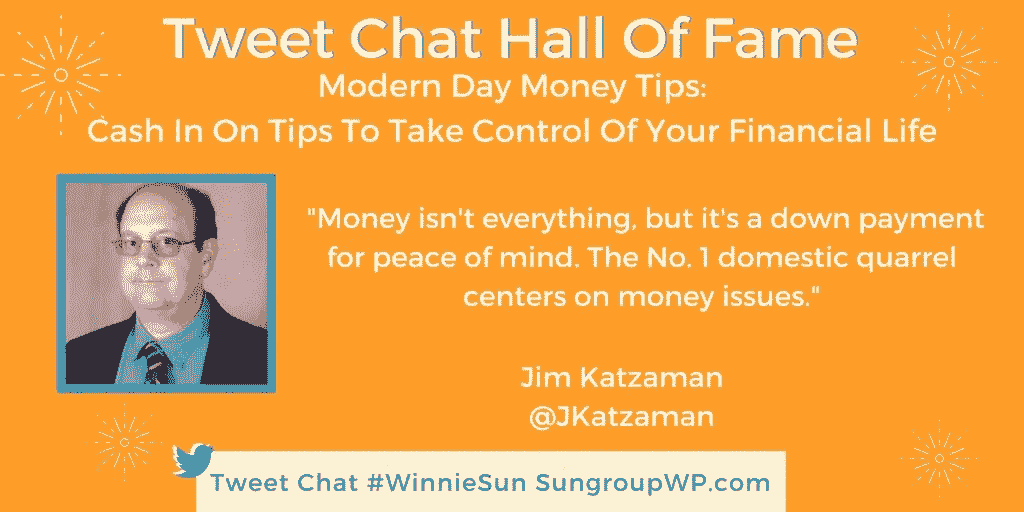 Tweet Chat Hall Of Fame
Modern Day Money Tips:
Cash In On Tips To Take Control Of Your Financial Life
"Money isn't everything, but it's a down payment
for peace of mind. The No. 1 domestic quarrel
centers on money issues."
Jim Katzaman
@JKatzaman
Tweet Chat #WinnieSun SungroupWP.com